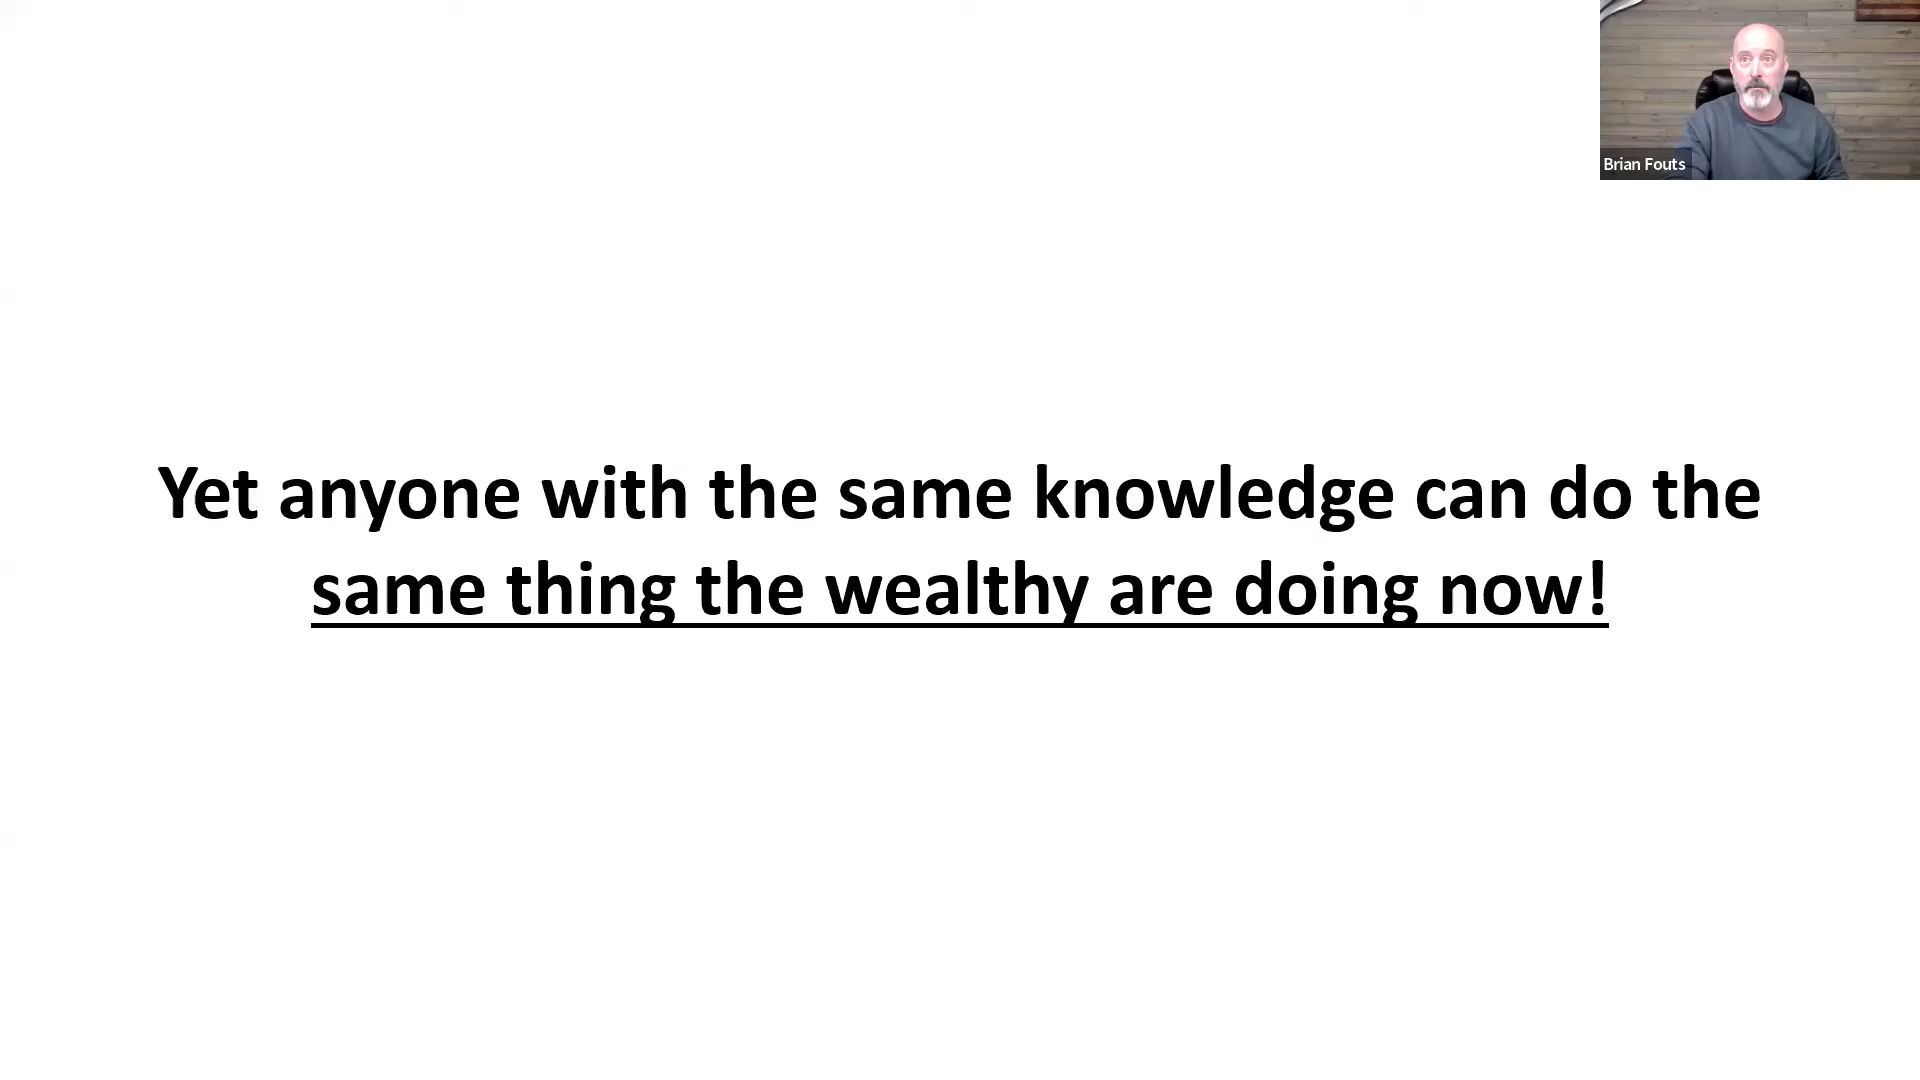 Brian Fouts
Yet anyone with the same knowledge can do the
same thing the wealthy are doing now!